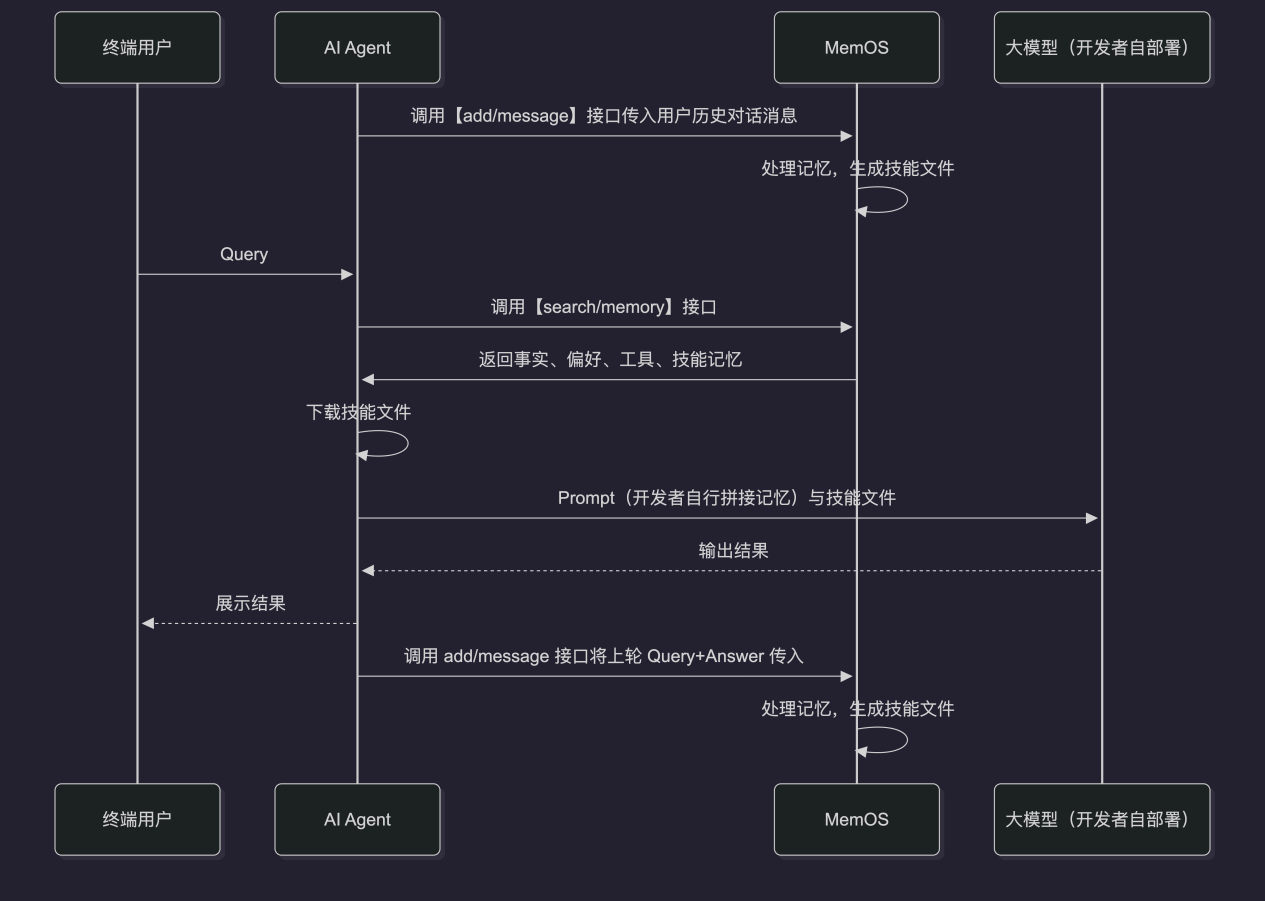 终端用户
AI Agent
MemOS
大模型（开发者自部署）
调用【add/message】接口传入用户历史对话消息
处理记忆，生成技能文件
Query
调用【search/memory】接口
返回事实、偏好、工具、技能记忆
下载技能文件
Prompt（开发者自行拼接记忆）与技能文件
输出结果
展示结果
调用 add/message 接口将上轮 Query+Answer 传入
处理记忆，生成技能文件
终端用户
AI Agent
MemOS
大模型（开发者自部署）